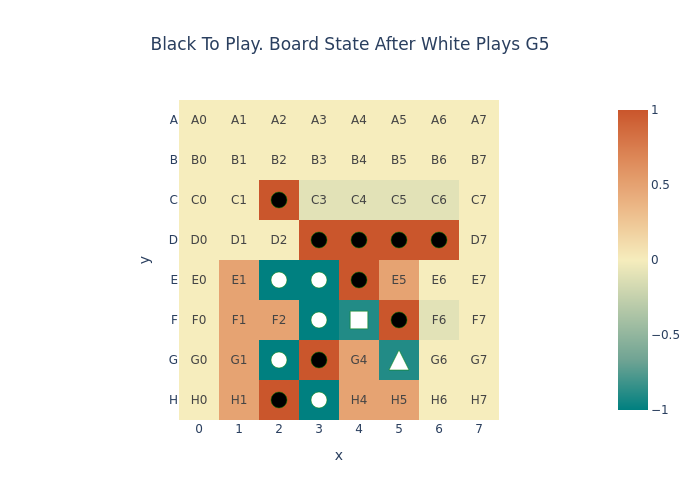 Black To Play. Board State After White Plays G5
A A0 A1 A2 A3 A4 A5 A6 A7
B B0 B1 B2 B3 B4 B5 B6 B7
C C0 C1 C3 C4 C5 C6 C7
D D0 D1 D2 D7
E E0 E1 E5 E6 E7
F F0 F1 F2 F6 F7
G G0 G1 G4 G6 G7
H H0 H1 H4 H5 H6 H7
0 1 2 3 4 5 6 7
x
y
1
0.5
0
−0.5
−1